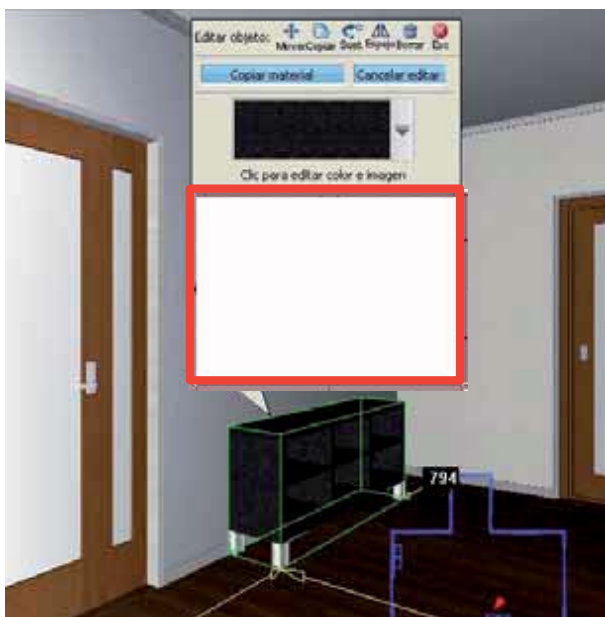 Editar objeto:
Mover Copiar Sust. Espejo Borrar Esc
Copiar material
Cancelar editar
Clic para editar color e imagen
794